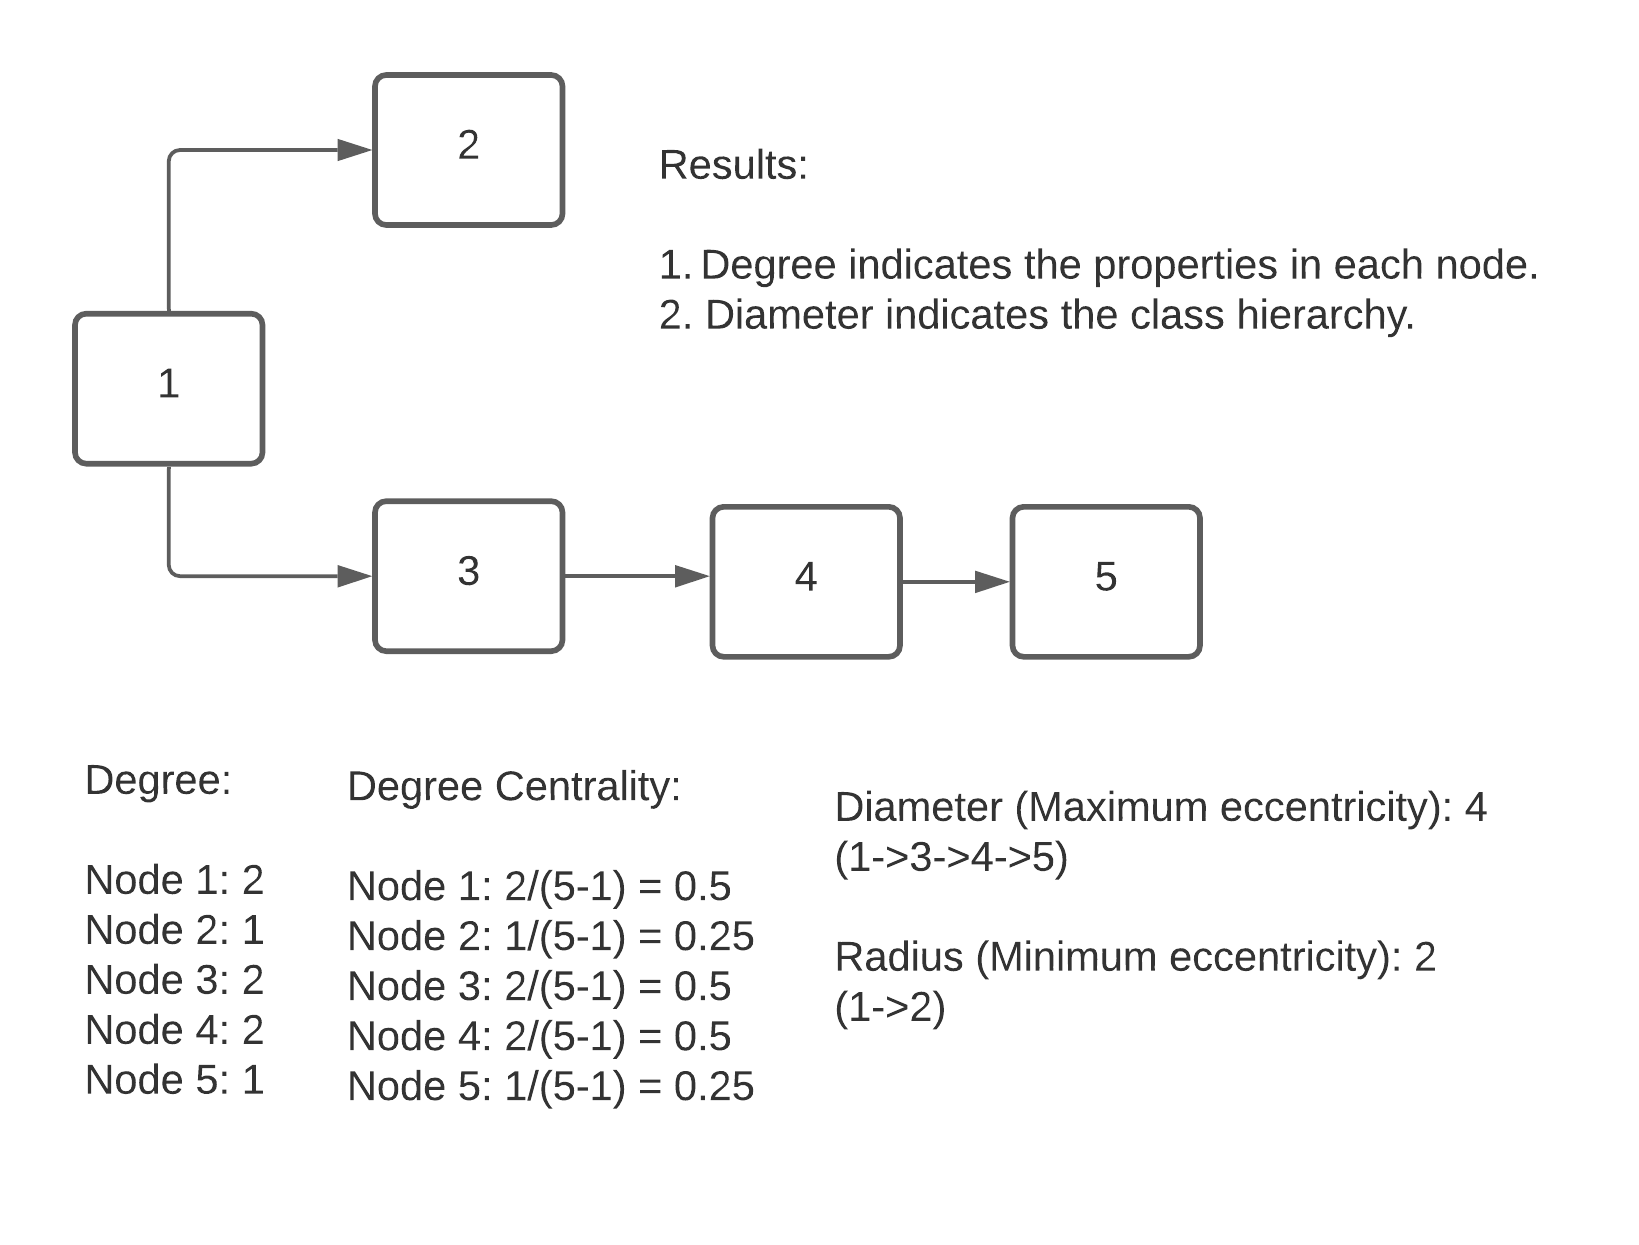 2
Results:
1. Degree indicates the properties in each node.
2. Diameter indicates the class hierarchy.
1
3
4
5
Degree:
Node 1: 2
Node 2: 1
Node 3: 2
Node 4: 2
Node 5: 1
Degree Centrality:
Node 1: 2/(5-1) = 0.5
Node 2: 1/(5-1) = 0.25
Node 3: 2/(5-1) = 0.5
Node 4: 2/(5-1) = 0.5
Node 5: 1/(5-1) = 0.25
Diameter (Maximum eccentricity): 4
(1->3->4->5)
Radius (Minimum eccentricity): 2
(1->2)